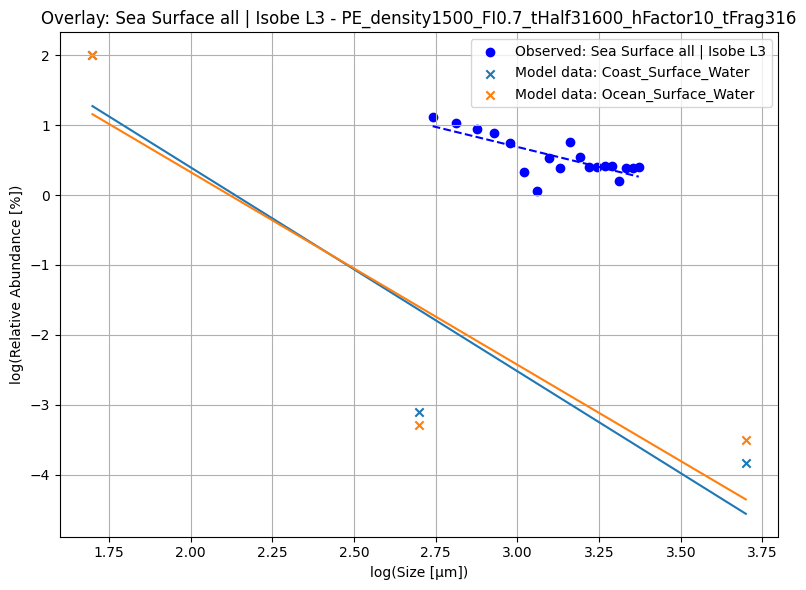 Overlay: Sea Surface all | Isobe L3 - PE_density1500_FI0.7_tHalf31600_hFactor10_tFrag316
Observed: Sea Surface all | Isobe L3
Model data: Coast_Surface_Water
Model data: Ocean_Surface_Water
log(Relative Abundance [%])
2
1
0
−1
−2
−3
−4
1.75
2.00
2.25
2.50
2.75
3.00
3.25
3.50
3.75
log(Size [µm])